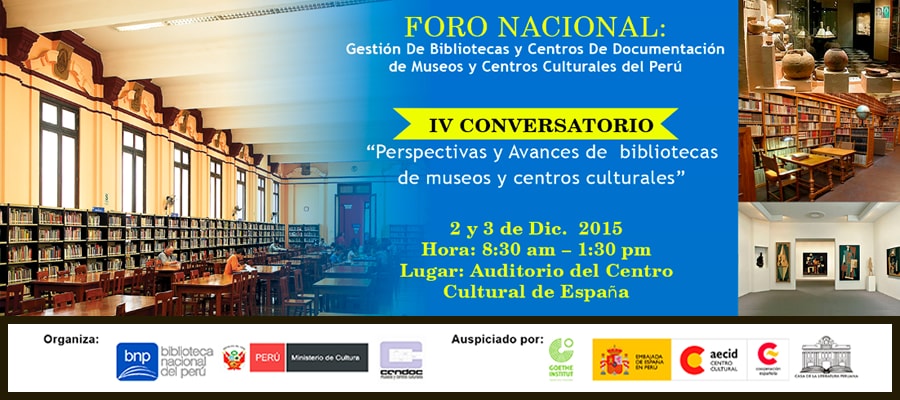 FORO NACIONAL:
Gestión De Bibliotecas y Centros De Documentación
de Museos y Centros Culturales del Perú
IV CONVERSATORIO
“Perspectivas y Avances de bibliotecas
de museos y centros culturales”
2 y 3 de Dic. 2015
Hora: 8:30 am – 1:30 pm
Lugar: Auditorio del Centro
Cultural de España
Organiza:
bnp
biblioteca
nacional
del perú
PERÚ
Ministerio de Cultura
cendoc
museos y centros culturales
Auspiciado por:
GOETHE
INSTITUT
EMBAJADA
DE ESPAÑA
EN PERÚ
aecid
CENTRO
CULTURAL
cooperación
española
CASA DE LA LITERATURA PERUANA